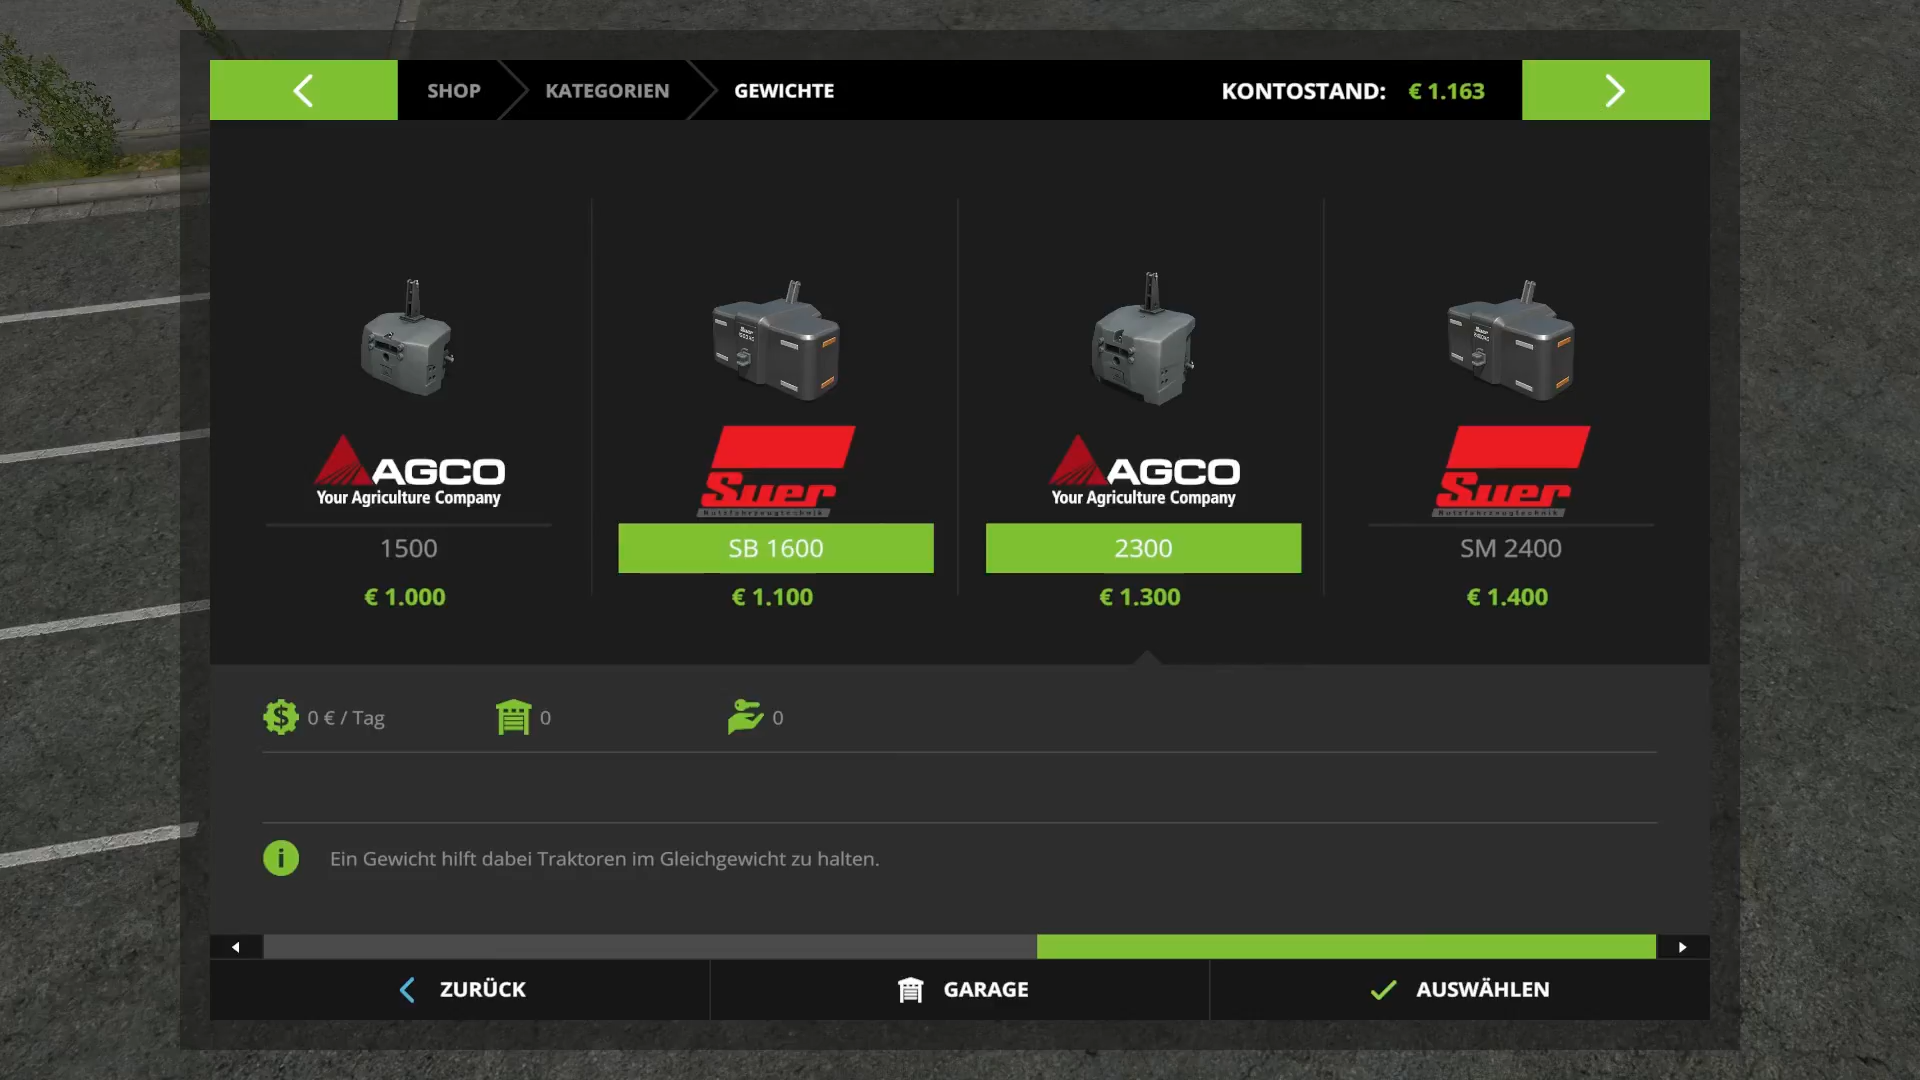 SHOP
KATEGORIEN
GEWICHTE
KONTOSTAND: € 1.163
AGCO
Your Agriculture Company
1500
€ 1.000
Suer
Nutzfahrzeugtechnik
SB 1600
€ 1.100
AGCO
Your Agriculture Company
2300
€ 1.300
Suer
Nutzfahrzeugtechnik
SM 2400
€ 1.400
0 € / Tag
0
0
Ein Gewicht hilft dabei Traktoren im Gleichgewicht zu halten.
ZURÜCK
GARAGE
AUSWÄHLEN